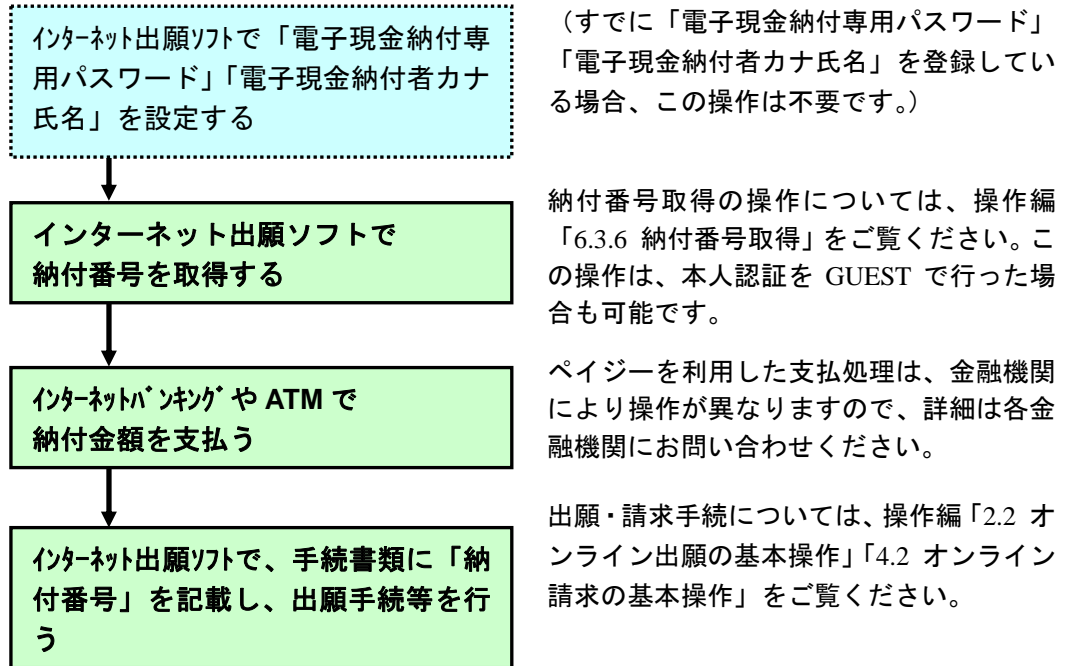 ｲﾝﾀｰﾈｯﾄ出願ｿﾌﾄで「電子現金納付専
用パスワード」「電子現金納付者カナ
氏名」を設定する
（すでに「電子現金納付専用パスワード」
「電子現金納付者カナ氏名」を登録してい
る場合、この操作は不要です。）
インターネット出願ソフトで
納付番号を取得する
納付番号取得の操作については、操作編
「6.3.6 納付番号取得」をご覧ください。こ
の操作は、本人認証を GUEST で行った場
合も可能です。
ｲﾝﾀｰﾈｯﾄﾊﾞﾝｷﾝｸﾞや ATM で
納付金額を支払う
ペイジーを利用した支払処理は、金融機関
により操作が異なりますので、詳細は各金
融機関にお問い合わせください。
ｲﾝﾀｰﾈｯﾄ出願ｿﾌﾄで、手続書類に「納
付番号」を記載し、出願手続等を行
う
出願・請求手続については、操作編「2.2 オ
ンライン出願の基本操作」「4.2 オンライン
請求の基本操作」をご覧ください。